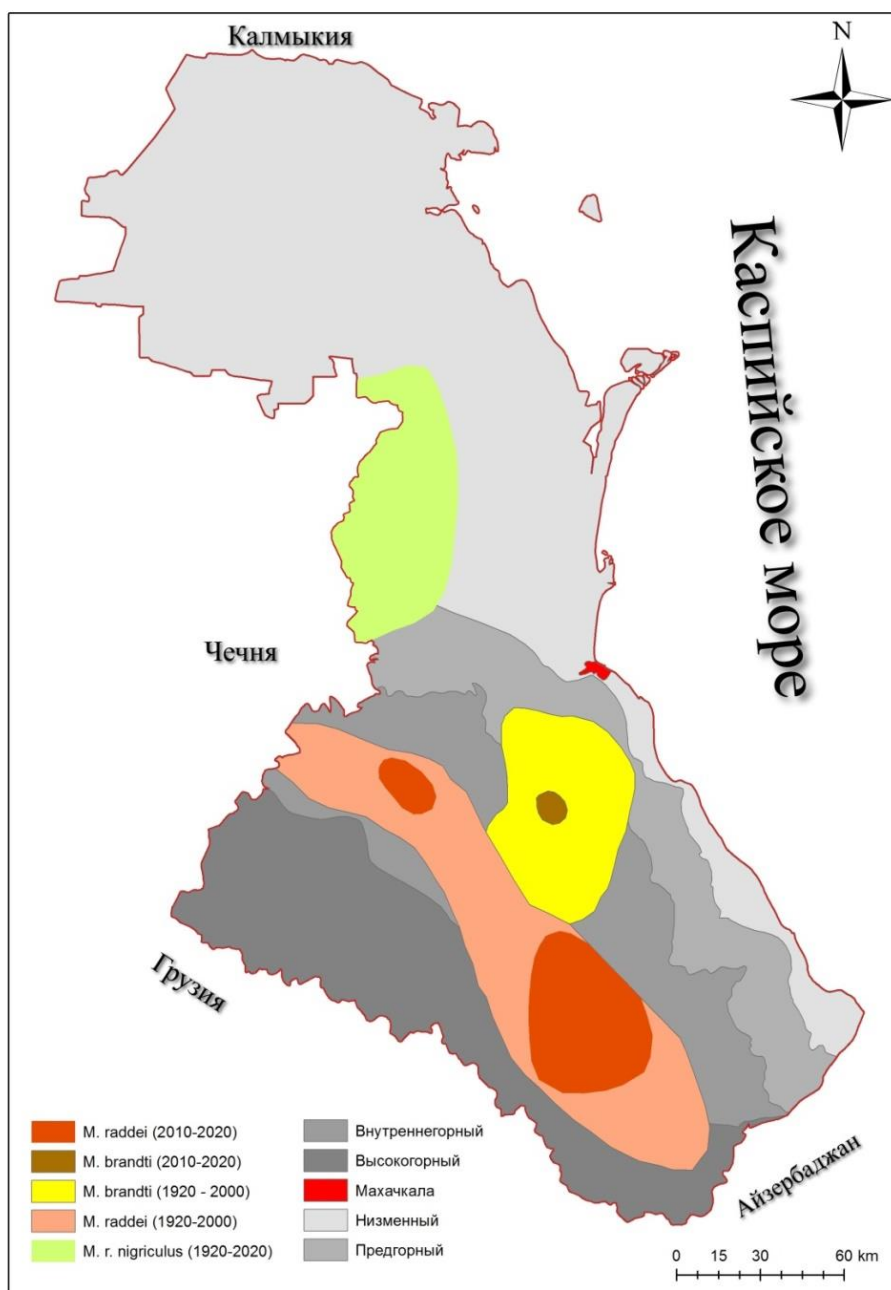 Калмыкия
N
Каспийское море
Чечня
Грузия
Айзербаджан
M. raddei (2010-2020)
M. brandti (2010-2020)
M. brandti (1920 - 2000)
M. raddei (1920-2000)
M. r. nigriculus (1920-2020)
Внутреннегорный
Высокогорный
Махачкала
Низменный
Предгорный
0 15 30 60 km